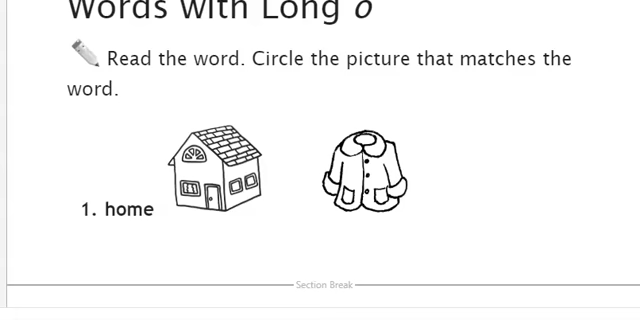 Words with Long o
Read the word. Circle the picture that matches the
word.
1. home
Section Break